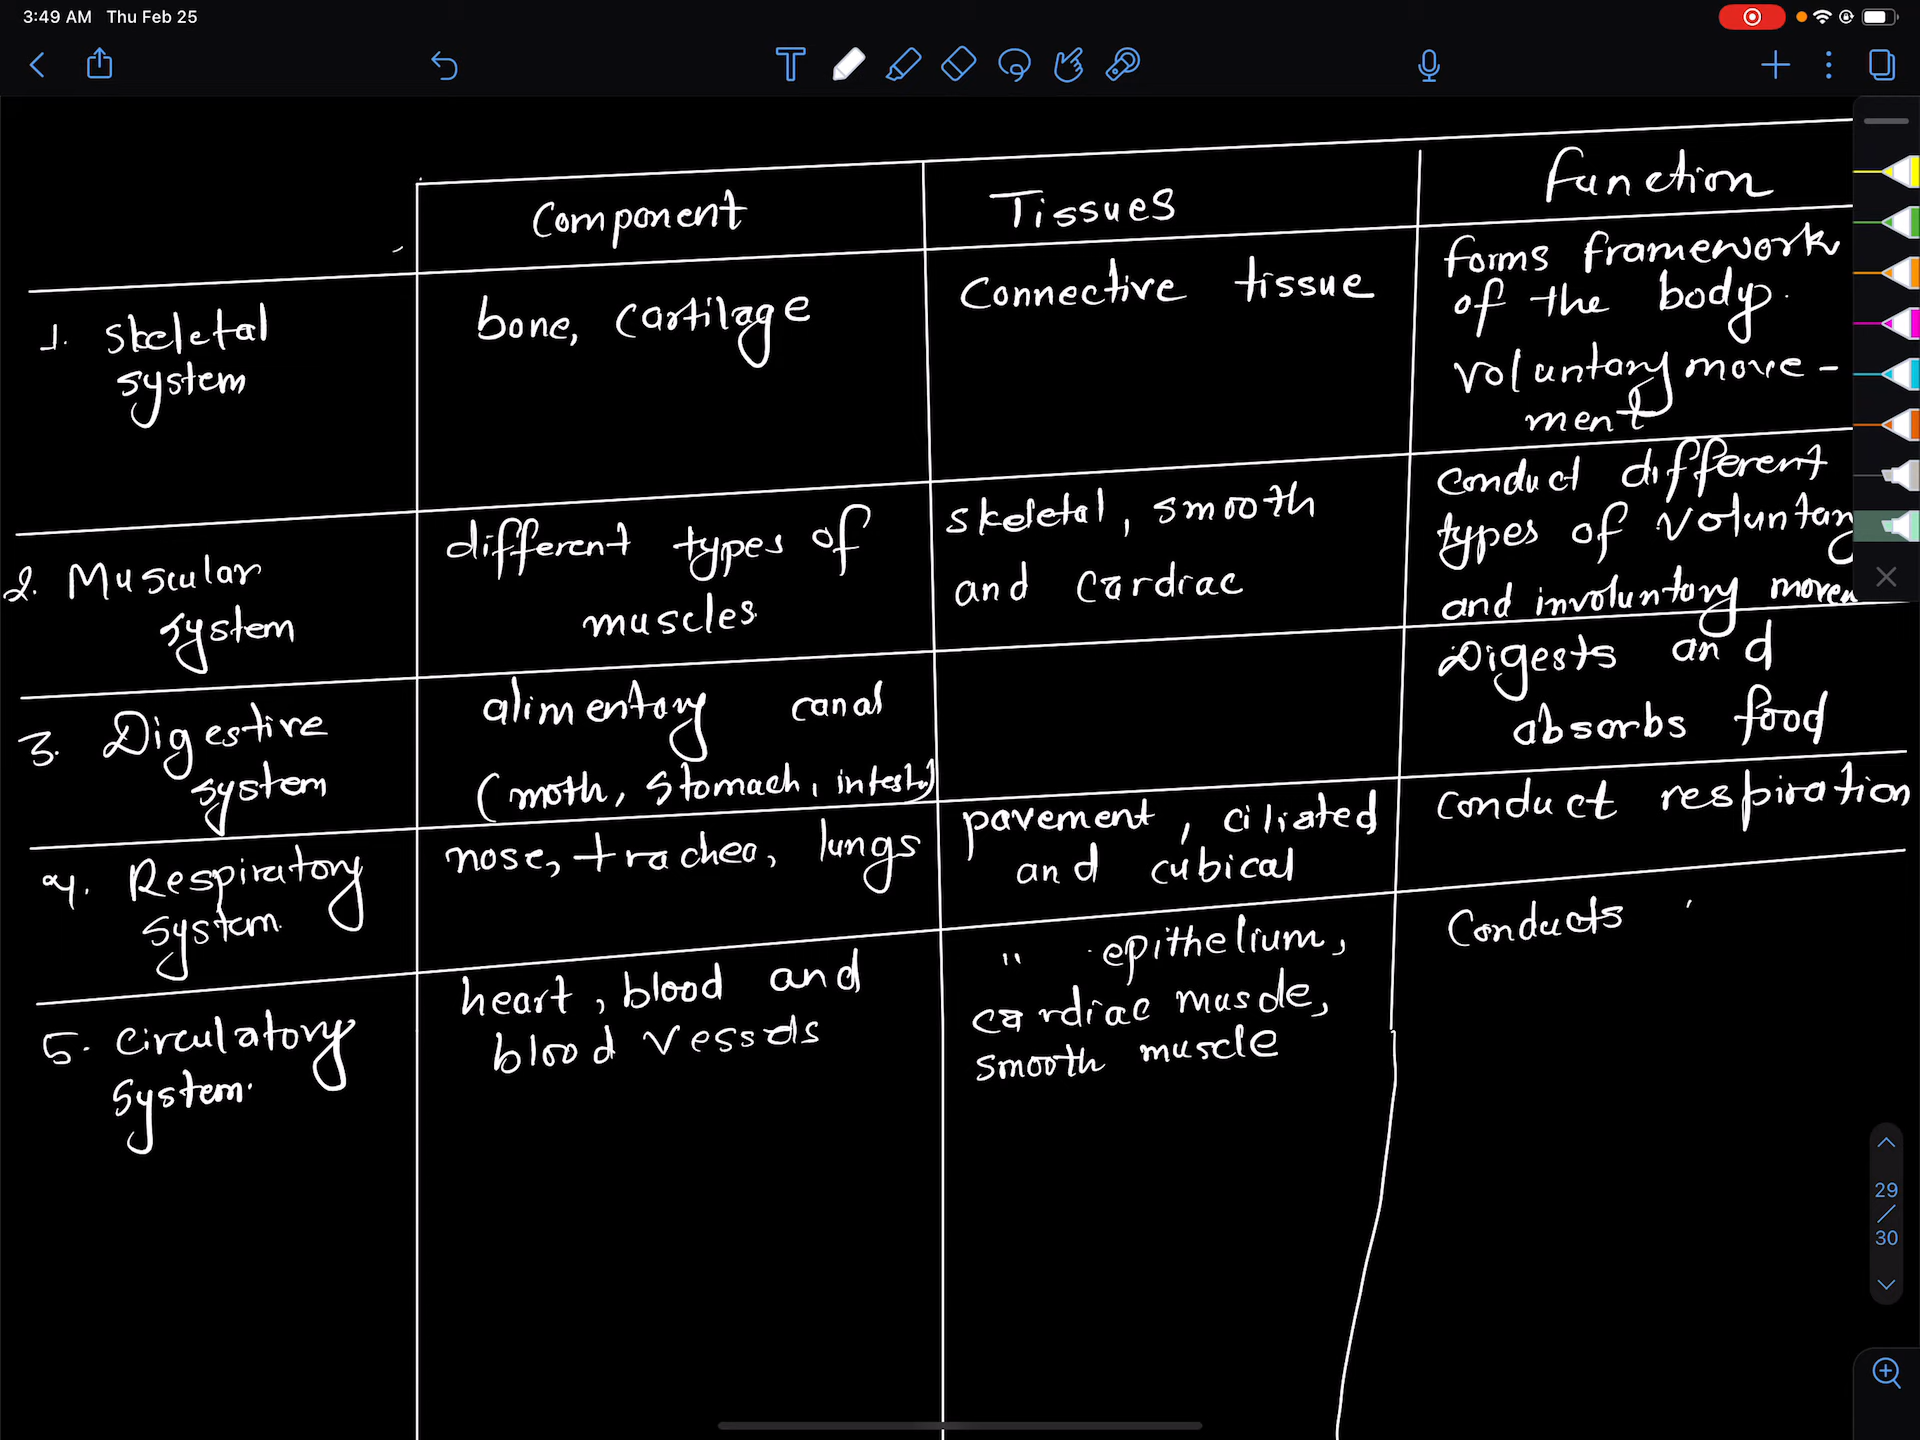 3:49 AM Thu Feb 25
Component Tissues function
1. skeletal system
bone, cartilage
Connective tissue
forms framework
of the body.
voluntary move-
ment
2. Muscular
system
different types of
muscles
skeletal, smooth
and cardiac
conduct different
types of voluntary
and involuntary movem
3. Digestive
system
alimentary canal
(moth, stomach, intest)
Digests and
absorbs food
4. Respiratory
system.
nose, trachea, lungs
pavement, ciliated
and cubical
conduct respiration
5. circulatory
system.
heart, blood and
blood vessels
" epithelium,
cardiac muscle,
smooth muscle
Conducts
29
/
30